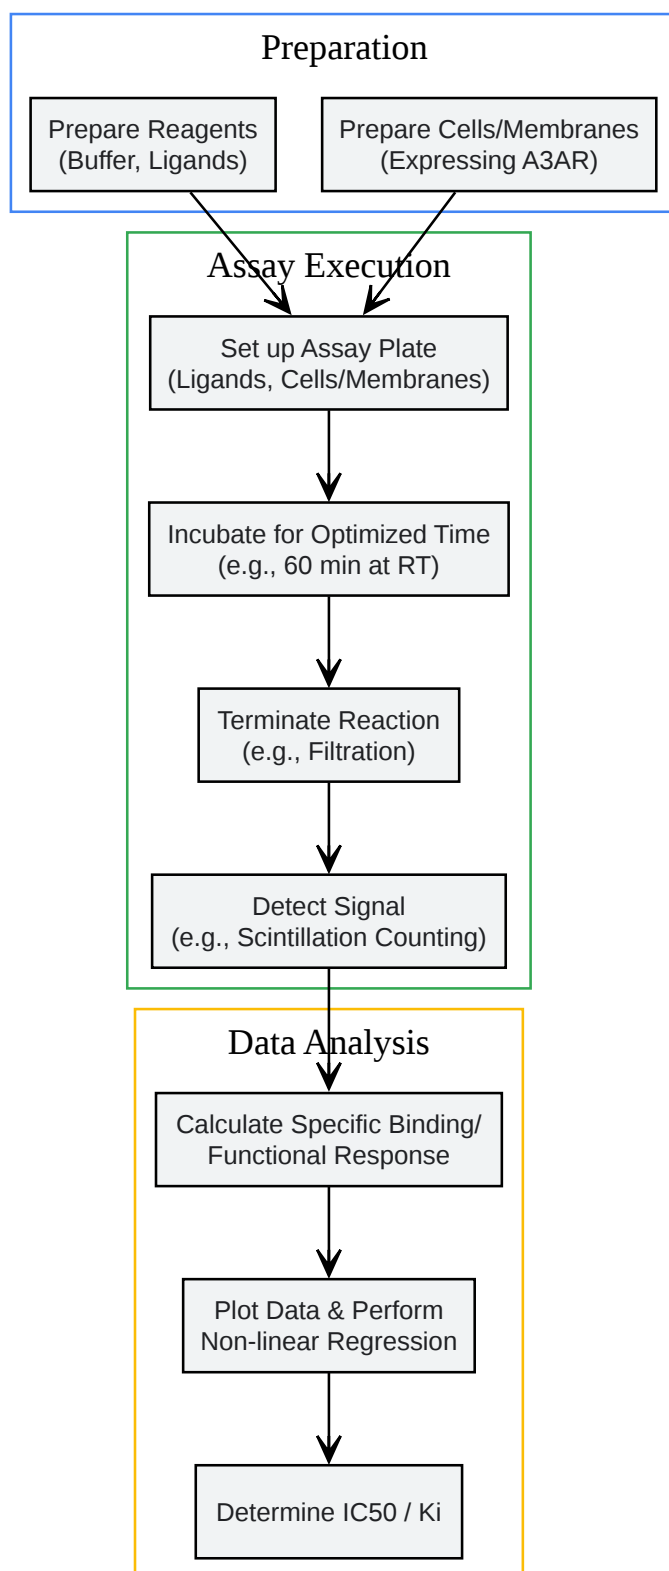 Preparation
Prepare Reagents
(Buffer, Ligands)
Prepare Cells/Membranes
(Expressing A3AR)
Assay Execution
Set up Assay Plate
(Ligands, Cells/Membranes)
Incubate for Optimized Time
(e.g., 60 min at RT)
Terminate Reaction
(e.g., Filtration)
Detect Signal
(e.g., Scintillation Counting)
Data Analysis
Calculate Specific Binding/
Functional Response
Plot Data & Perform
Non-linear Regression
Determine IC50 / Ki